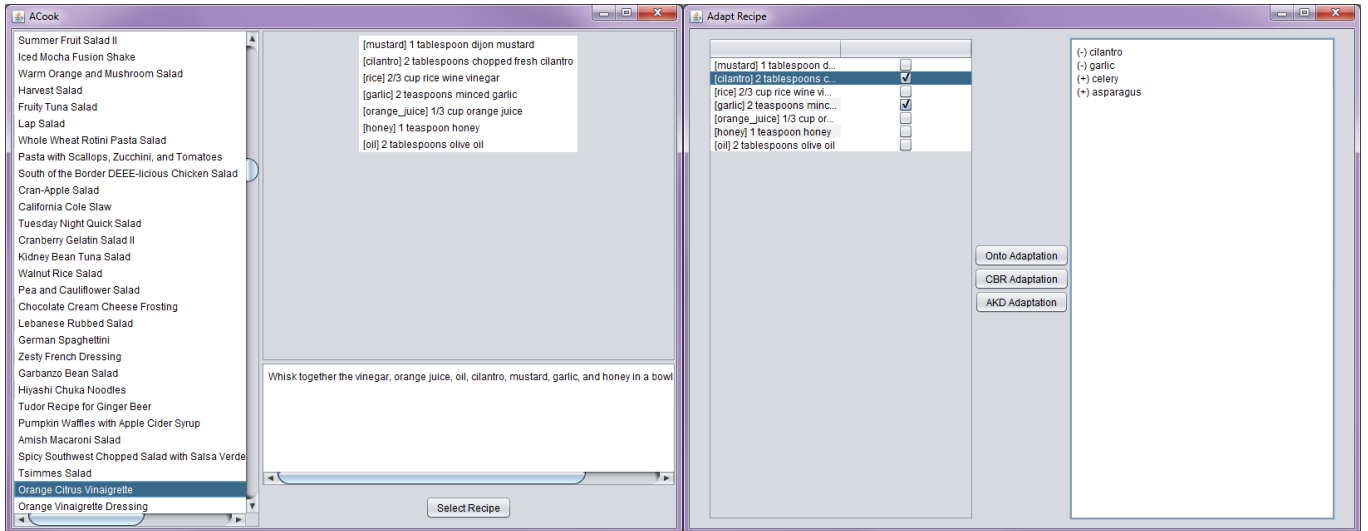 ACook
Summer Fruit Salad II
Iced Mocha Fusion Shake
Warm Orange and Mushroom Salad
Harvest Salad
Fruity Tuna Salad
Lap Salad
Whole Wheat Rotini Pasta Salad
Pasta with Scallops, Zucchini, and Tomatoes
South of the Border DEEE-licious Chicken Salad
Cran-Apple Salad
California Cole Slaw
Tuesday Night Quick Salad
Cranberry Gelatin Salad II
Kidney Bean Tuna Salad
Walnut Rice Salad
Pea and Cauliflower Salad
Chocolate Cream Cheese Frosting
Lebanese Rubbed Salad
German Spaghettini
Zesty French Dressing
Garbanzo Bean Salad
Hiyashi Chuka Noodles
Tudor Recipe for Ginger Beer
Pumpkin Waffles with Apple Cider Syrup
Amish Macaroni Salad
Spicy Southwest Chopped Salad with Salsa Verde
Tsimmes Salad
Orange Citrus Vinaigrette
Orange Vinaigrette Dressing
[mustard] 1 tablespoon dijon mustard
[cilantro] 2 tablespoons chopped fresh cilantro
[rice] 2/3 cup rice wine vinegar
[garlic] 2 teaspoons minced garlic
[orange_juice] 1/3 cup orange juice
[honey] 1 teaspoon honey
[oil] 2 tablespoons olive oil
Whisk together the vinegar, orange juice, oil, cilantro, mustard, garlic, and honey in a bowl
Select Recipe
Adapt Recipe
[mustard] 1 tablespoon d...
[cilantro] 2 tablespoons c...
[rice] 2/3 cup rice wine vi...
[garlic] 2 teaspoons minc...
[orange_juice] 1/3 cup or...
[honey] 1 teaspoon honey
[oil] 2 tablespoons olive oil
Onto Adaptation
CBR Adaptation
AKD Adaptation
(-) cilantro
(-) garlic
(+) celery
(+) asparagus